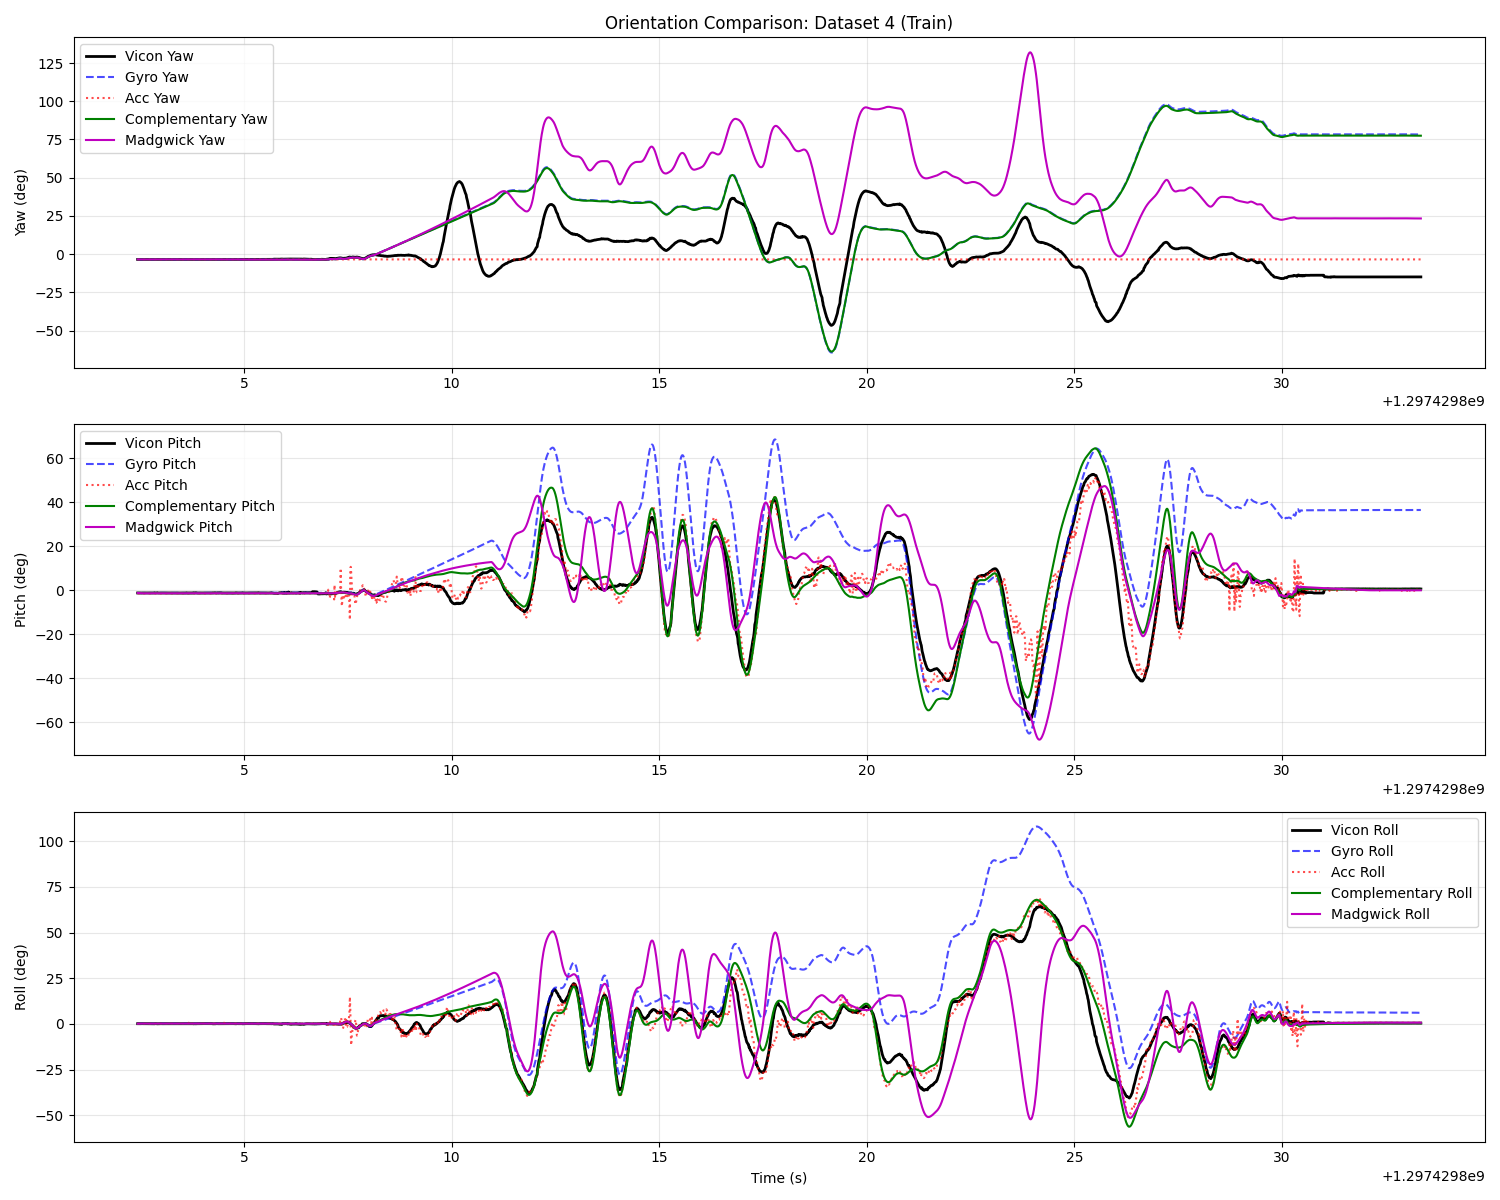 Orientation Comparison: Dataset 4 (Train)
Yaw (deg)
125
100
75
50
25
0
−25
−50
Vicon Yaw
Gyro Yaw
Acc Yaw
Complementary Yaw
Madgwick Yaw
5 10 15 20 25 30
+1.2974298e9
Pitch (deg)
60
40
20
0
−20
−40
−60
Vicon Pitch
Gyro Pitch
Acc Pitch
Complementary Pitch
Madgwick Pitch
5 10 15 20 25 30
+1.2974298e9
Roll (deg)
100
75
50
25
0
−25
−50
Vicon Roll
Gyro Roll
Acc Roll
Complementary Roll
Madgwick Roll
5 10 15 20 25 30
Time (s)
+1.2974298e9